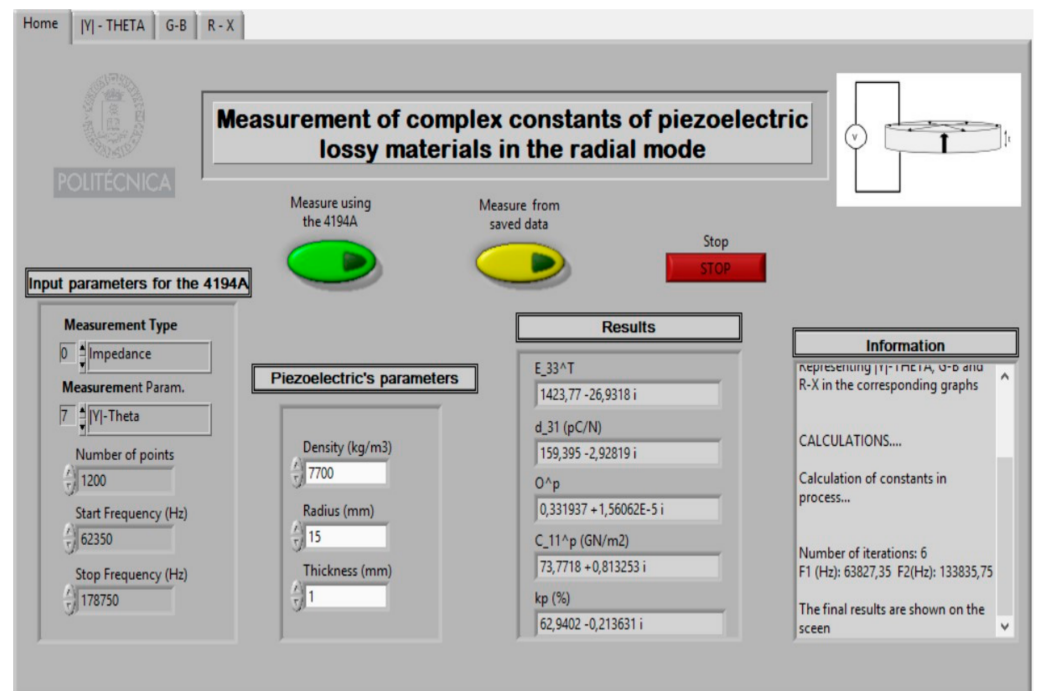 Home
|Y| - THETA
G-B
R - X
POLITÉCNICA
Measurement of complex constants of piezoelectric
lossy materials in the radial mode
V
t
Measure using
the 4194A
Measure from
saved data
Stop
STOP
Input parameters for the 4194A
Measurement Type
0 Impedance
Measurement Param.
7 |Y|-Theta
Number of points
1200
Start Frequency (Hz)
62350
Stop Frequency (Hz)
178750
Piezoelectric's parameters
Density (kg/m3)
7700
Radius (mm)
15
Thickness (mm)
1
Results
E_33^T
1423,77 -26,9318 i
d_31 (pC/N)
159,395 -2,92819 i
O^p
0,331937 +1,56062E-5 i
C_11^p (GN/m2)
73,7718 +0,813253 i
kp (%)
62,9402 -0,213631 i
Information
Representing |Y|-THETA, G-B and
R-X in the corresponding graphs
CALCULATIONS....
Calculation of constants in
process...
Number of iterations: 6
F1 (Hz): 63827,35 F2(Hz): 133835,75
The final results are shown on the
sceen